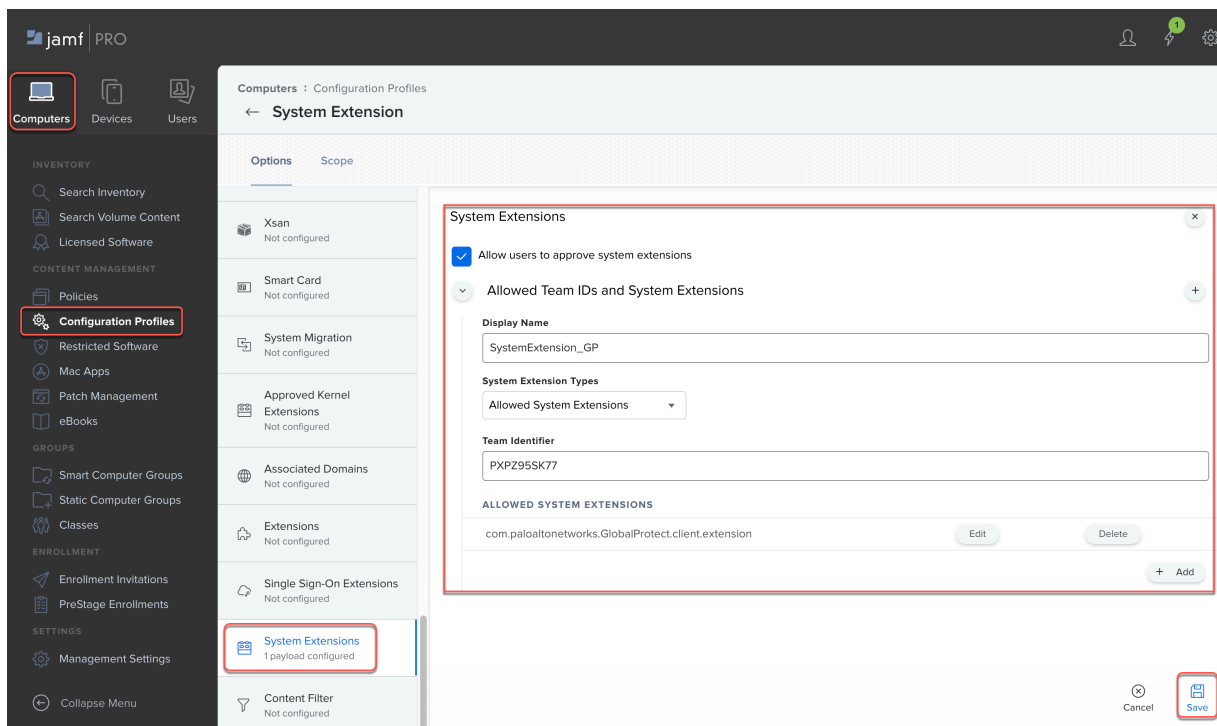 jamf PRO
1
Computers
Devices
Users
Computers : Configuration Profiles
← System Extension
Options
Scope
INVENTORY
Search Inventory
Search Volume Content
Licensed Software
CONTENT MANAGEMENT
Policies
Configuration Profiles
Restricted Software
Mac Apps
Patch Management
eBooks
GROUPS
Smart Computer Groups
Static Computer Groups
Classes
ENROLLMENT
Enrollment Invitations
PreStage Enrollments
SETTINGS
Management Settings
Collapse Menu
Xsan
Not configured
Smart Card
Not configured
System Migration
Not configured
Approved Kernel
Extensions
Not configured
Associated Domains
Not configured
Extensions
Not configured
Single Sign-On Extensions
Not configured
System Extensions
1 payload configured
Content Filter
Not configured
System Extensions
Allow users to approve system extensions
Allowed Team IDs and System Extensions
Display Name
SystemExtension_GP
System Extension Types
Allowed System Extensions
Team Identifier
PXPZ95SK77
ALLOWED SYSTEM EXTENSIONS
com.paloaltonetworks.GlobalProtect.client.extension
Edit
Delete
+ Add
Cancel
Save